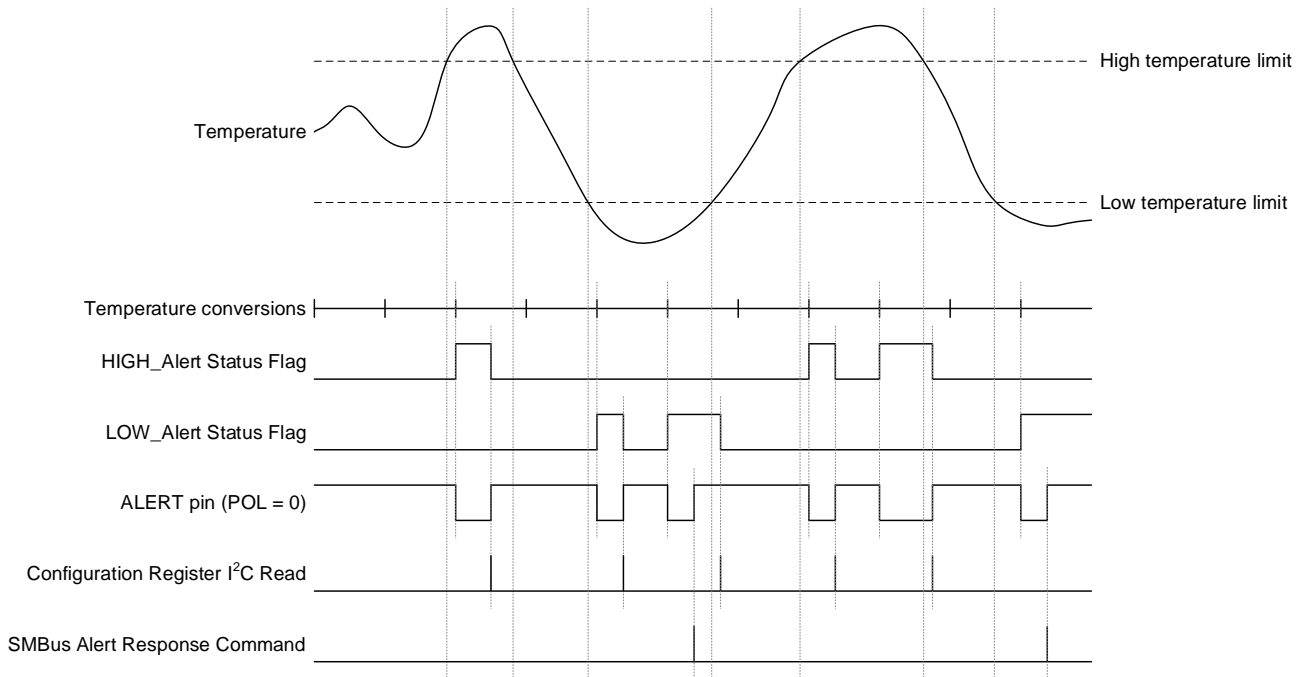 High temperature limit
Temperature
Low temperature limit
Temperature conversions
HIGH_Alert Status Flag
LOW_Alert Status Flag
ALERT pin (POL = 0)
Configuration Register I²C Read
SMBus Alert Response Command